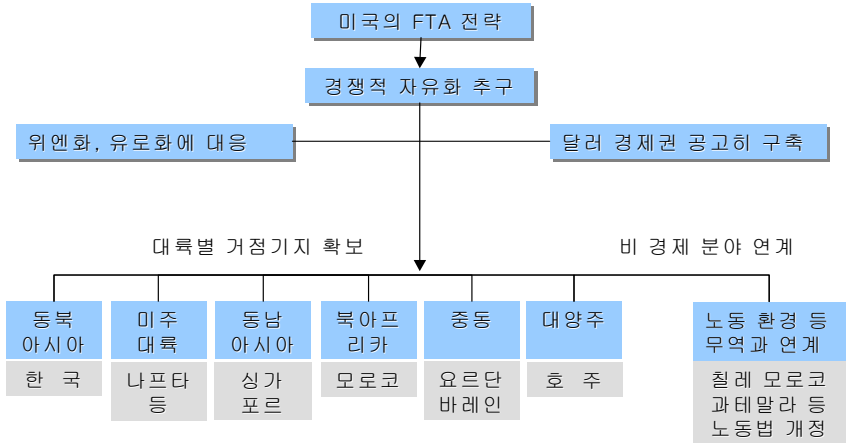 미국의 FTA 전략
경쟁적 자유화 추구
위엔화, 유로화에 대응
달러 경제권 공고히 구축
대륙별 거점기지 확보
비 경제 분야 연계
동북
아시아
미주
대륙
동남
아시아
북아프
리카
중동
대양주
노동 환경 등
무역과 연계
한 국
나프타
등
싱가
포르
모로코
요르단
바레인
호 주
칠레 모로코
과테말라 등
노동법 개정